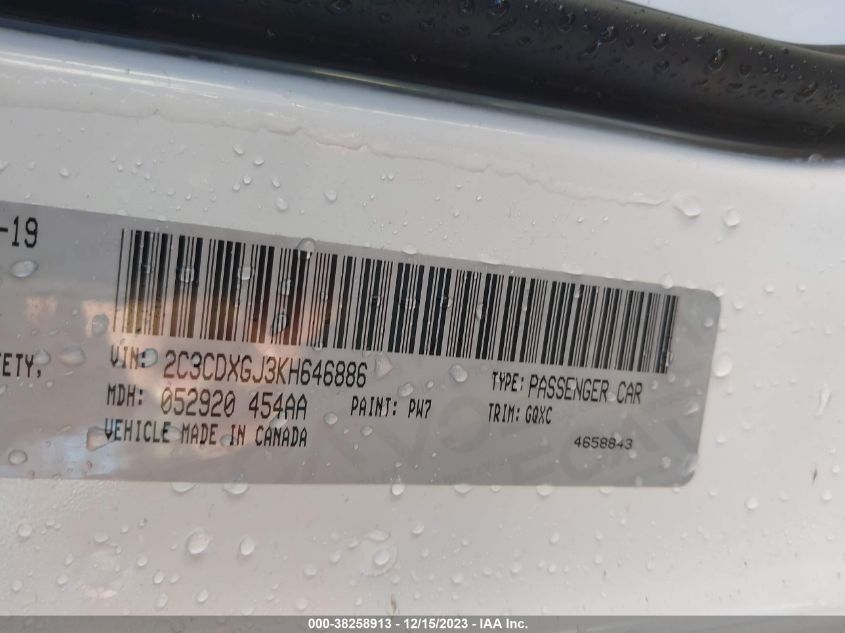 -19
ETY,
VIN: 2C3CDXGJ3KH646886
TYPE: PASSENGER CAR
MDH: 052920 454AA
PAINT: PW7
TRIM: GQXC
VEHICLE MADE IN CANADA
4658843
000-38258913 - 12/15/2023 - IAA Inc.